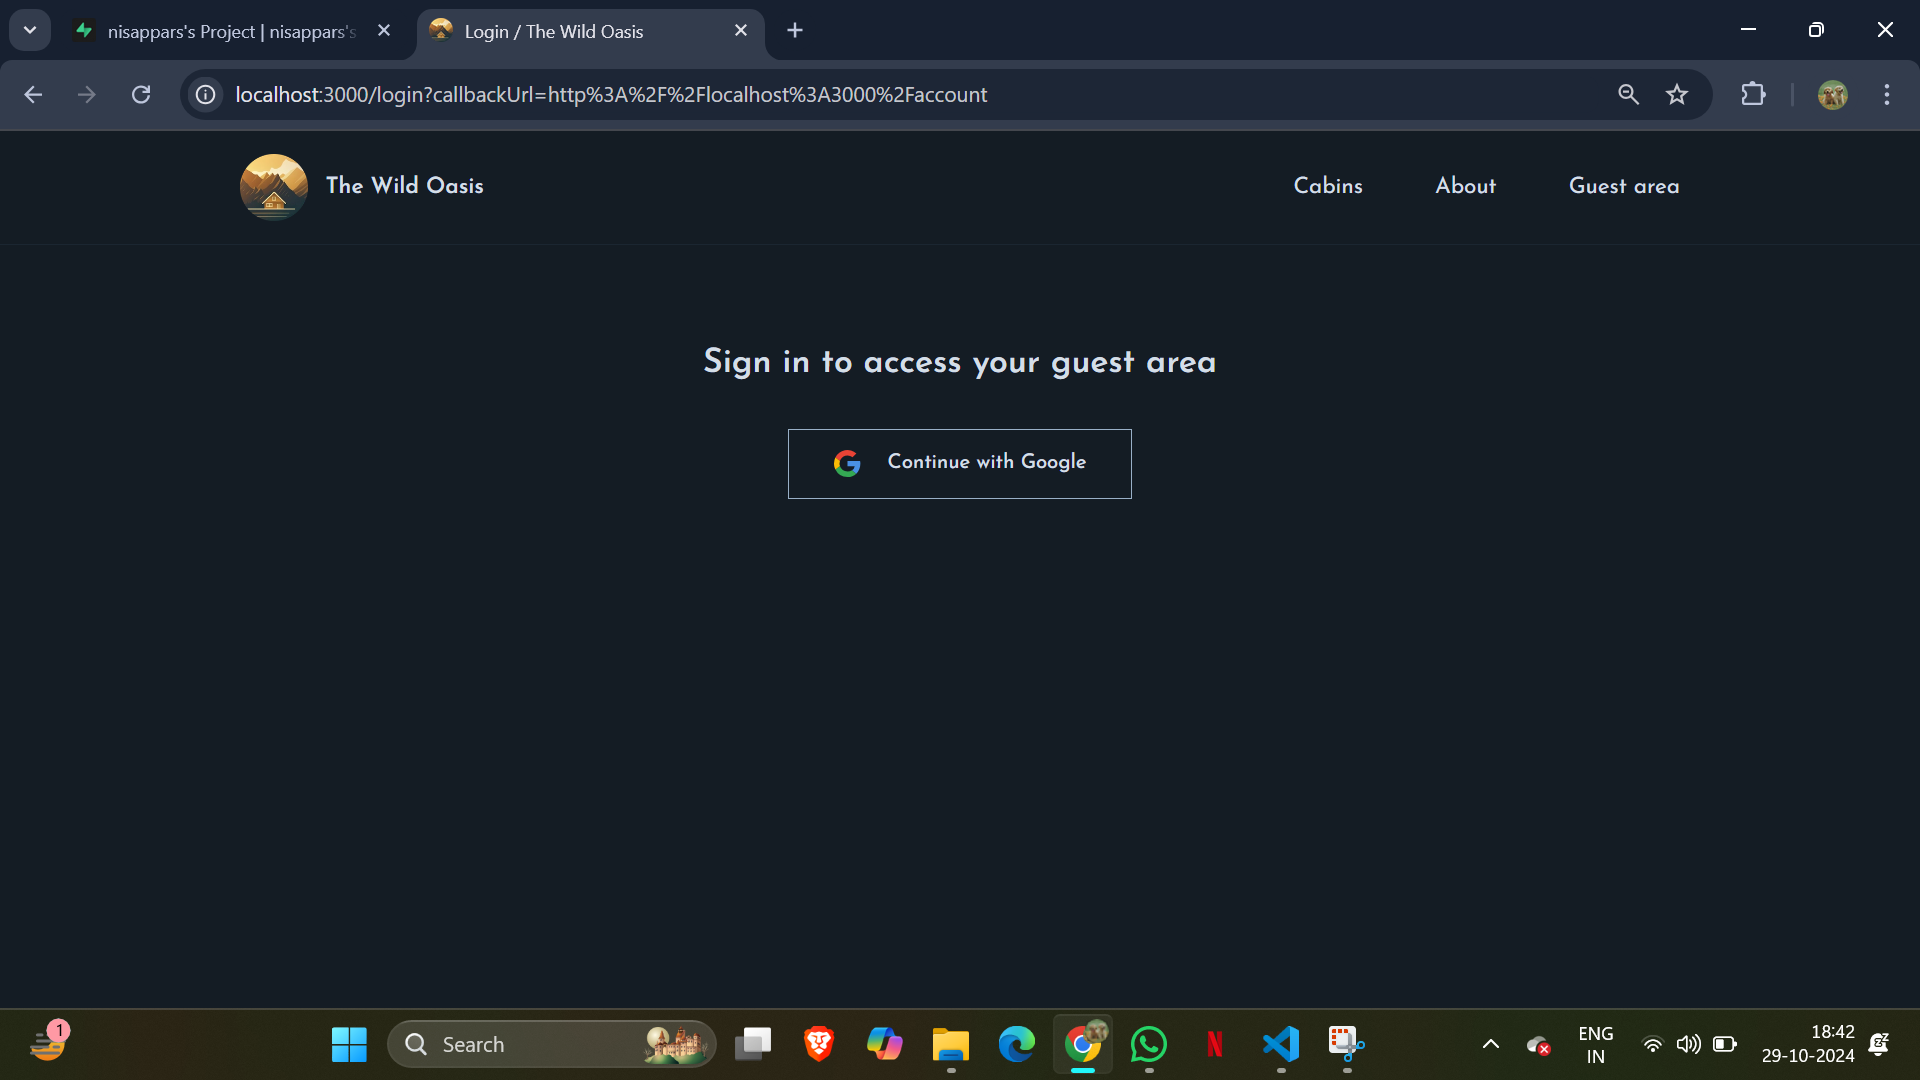 nisappars's Project | nisappars's
Login / The Wild Oasis
localhost:3000/login?callbackUrl=http%3A%2F%2Flocalhost%3A3000%2Faccount
The Wild Oasis
Cabins
About
Guest area
Sign in to access your guest area
Continue with Google
1
Search
ENG
IN
18:42
29-10-2024